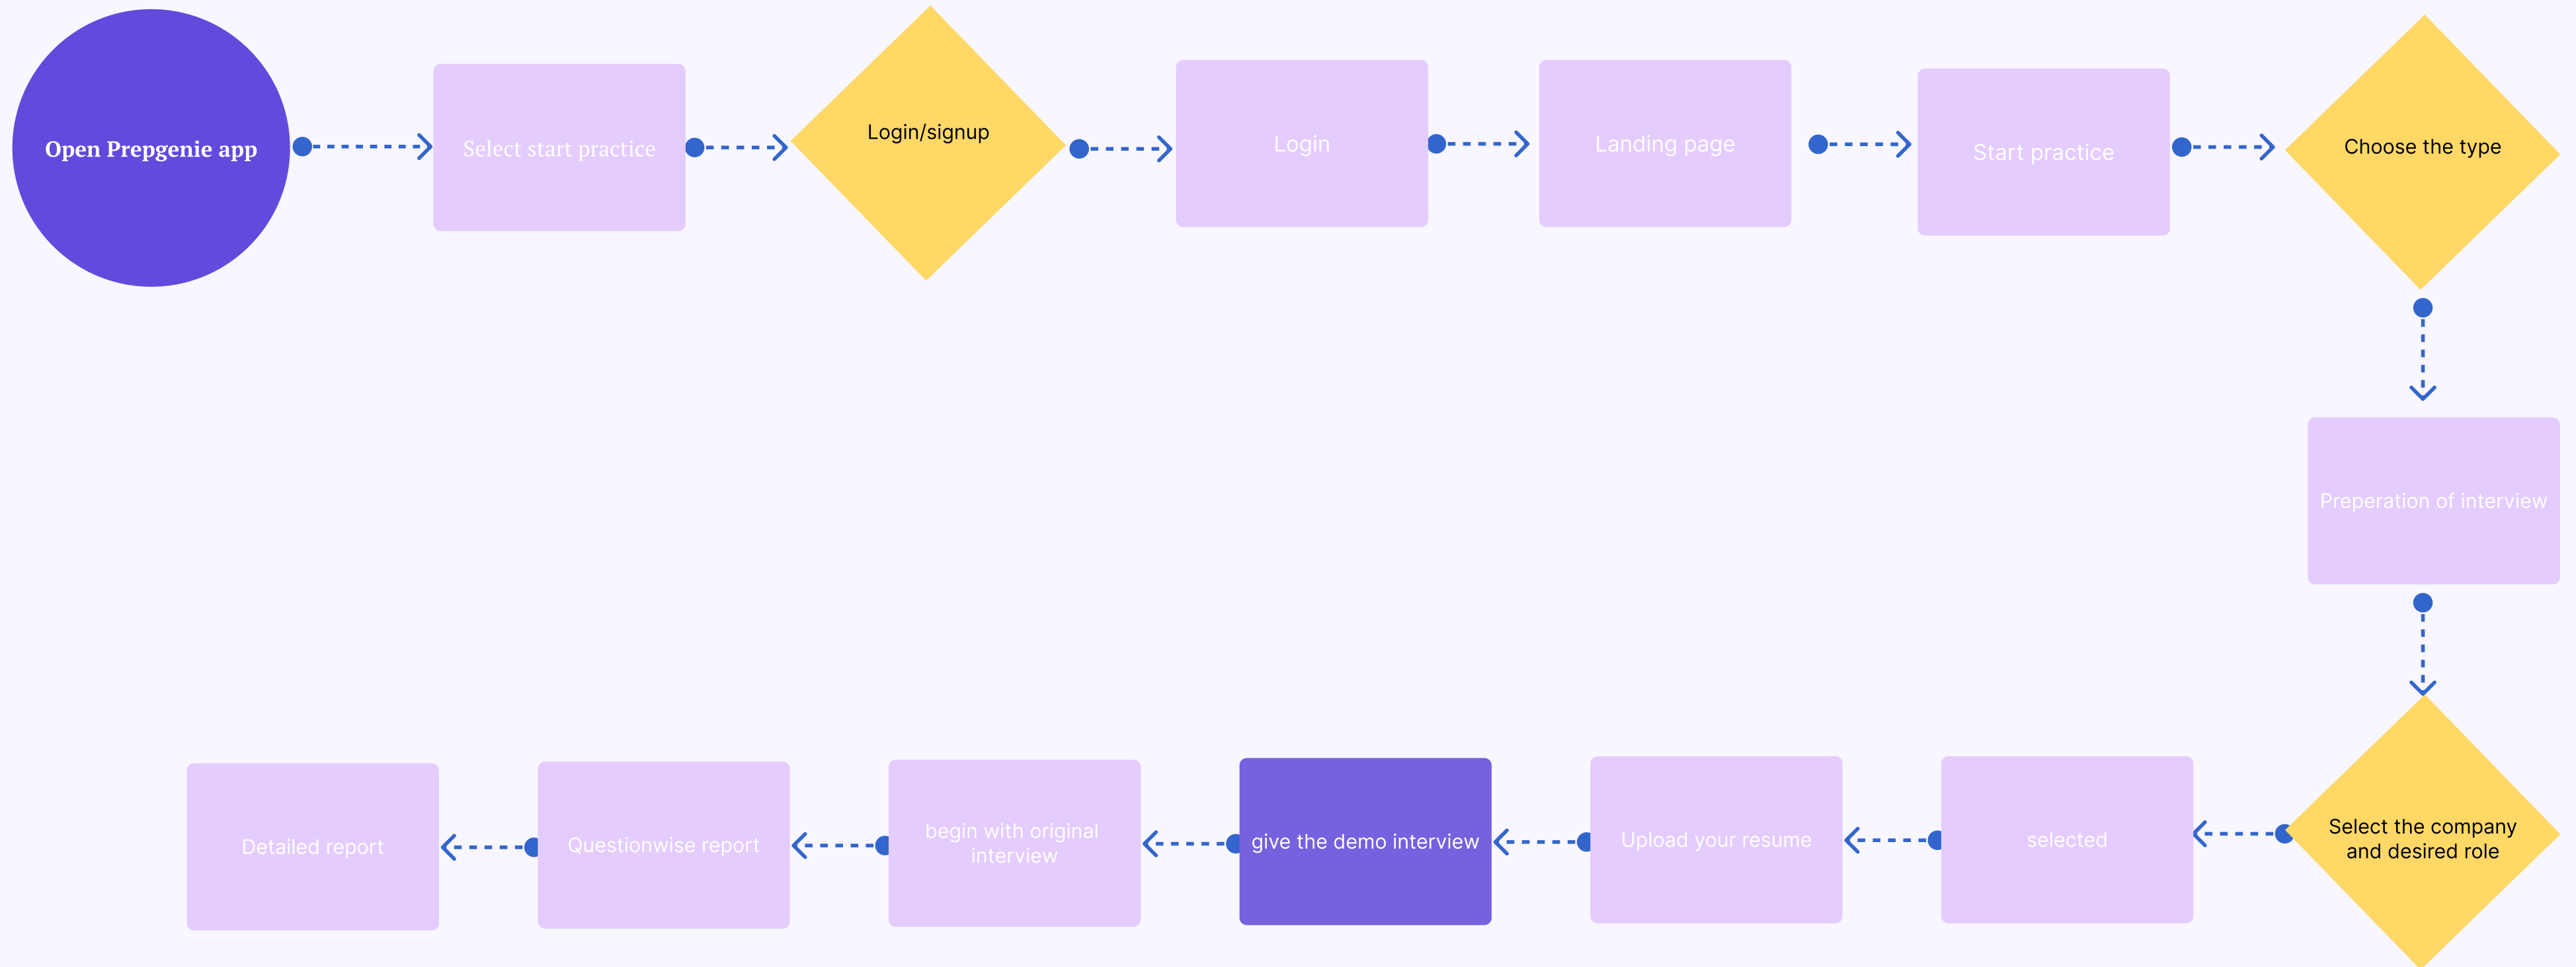 Open Prepgenie app
Select start practice
Login/signup
Login
Landing page
Start practice
Choose the type
Preperation of interview
Select the company
and desired role
selected
Upload your resume
give the demo interview
begin with original
interview
Questionwise report
Detailed report